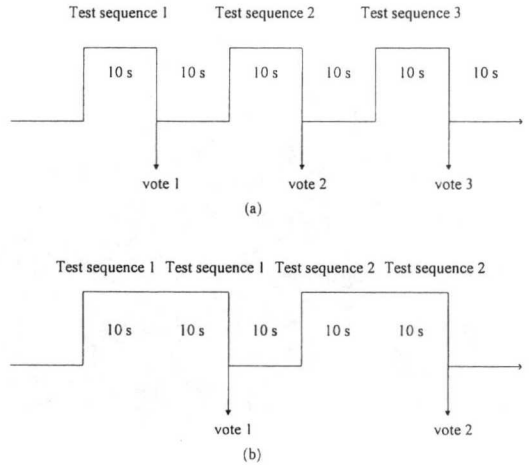 Test sequence 1 Test sequence 2 Test sequence 3
10 s 10 s 10 s 10 s 10 s 10 s
vote 1 vote 2 vote 3
(a)
Test sequence 1 Test sequence 1 Test sequence 2 Test sequence 2
10 s 10 s 10 s 10 s 10 s
vote 1 vote 2
(b)